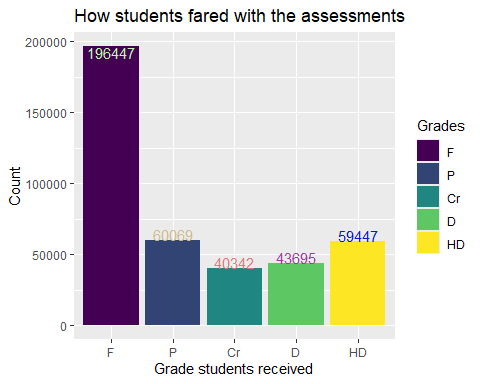 How students fared with the assessments
200000
150000
100000
50000
0
Count
196447
60069
40342
43695
59447
F
P
Cr
D
HD
Grade students received
Grades
F
P
Cr
D
HD